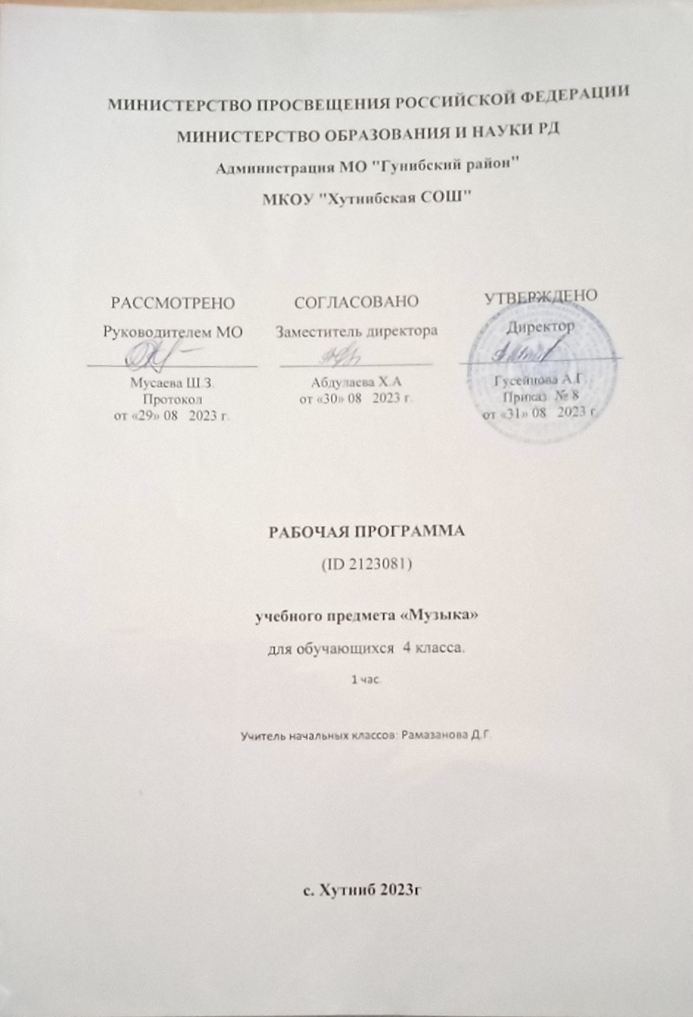 МИНИСТЕРСТВО ПРОСВЕЩЕНИЯ РОССИЙСКОЙ ФЕДЕРАЦИИ
МИНИСТЕРСТВО ОБРАЗОВАНИЯ И НАУКИ РД
Администрация МО "Гунибский район"
МКОУ "Хутнибская СОШ"
РАССМОТРЕНО
Руководителем МО
Мусаева Ш.З.
Протокол
от «29» 08 2023 г.
СОГЛАСОВАНО
Заместитель директора
Абдулаева Х.А
от «30» 08 2023 г.
УТВЕРЖДЕНО
Директор
Гусейнова А.Г.
Приказ № 8
от «31» 08 2023 г.
РАБОЧАЯ ПРОГРАММА
(ID 2123081)
учебного предмета «Музыка»
для обучающихся 4 класса.
1 час
Учитель начальных классов: Рамазанова Д.Г.
с. Хутниб 2023г